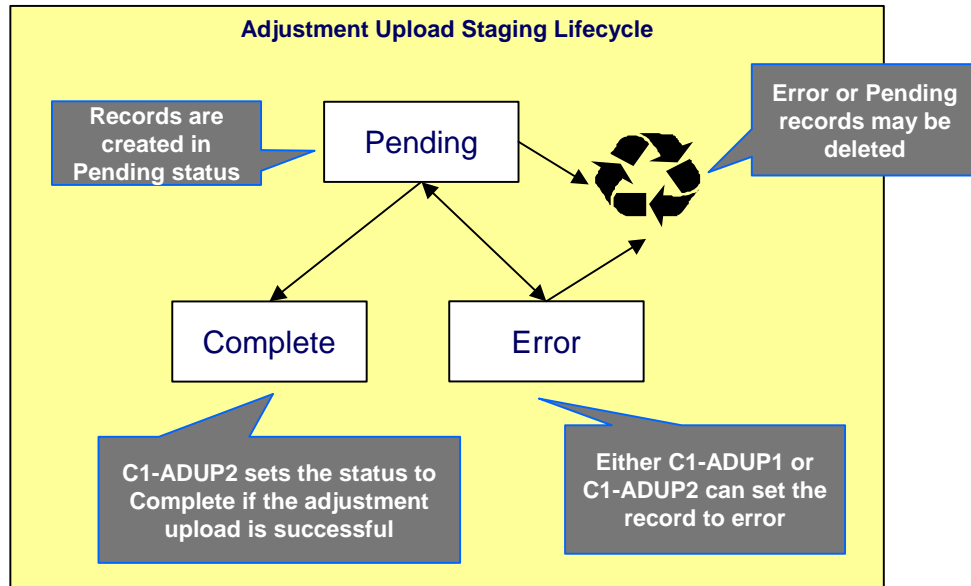 Adjustment Upload Staging Lifecycle
Records are
created in
Pending status
Pending
Error or Pending
records may be
deleted
Complete
Error
C1-ADUP2 sets the status to
Complete if the adjustment
upload is successful
Either C1-ADUP1 or
C1-ADUP2 can set the
record to error